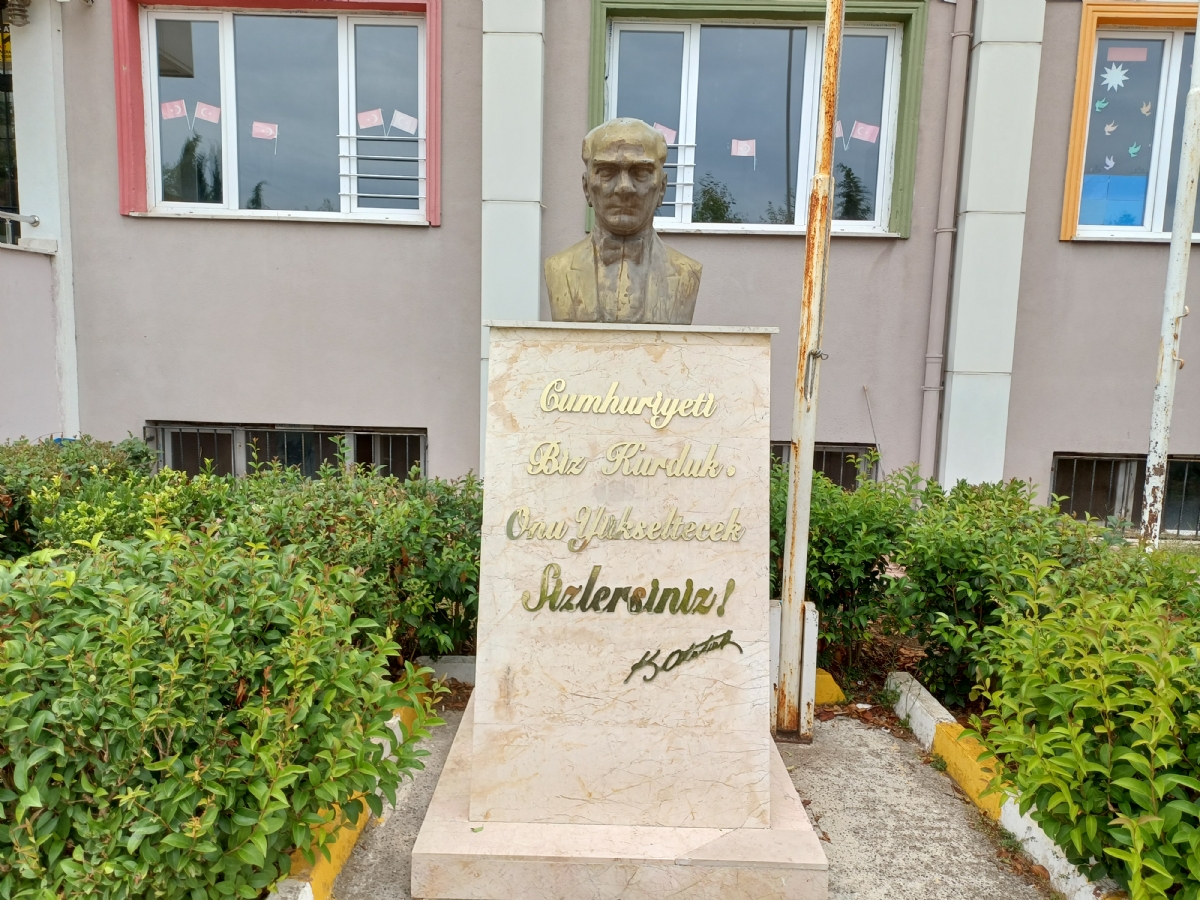 Cumhuriyeti
Biz Kurduk.
Onu Yükseltecek
Sizlersiniz!
K. Atatürk